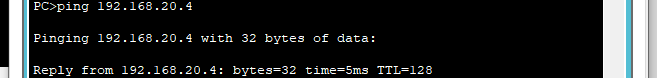 PC>ping 192.168.20.4
Pinging 192.168.20.4 with 32 bytes of data:
Reply from 192.168.20.4: bytes=32 time=5ms TTL=128